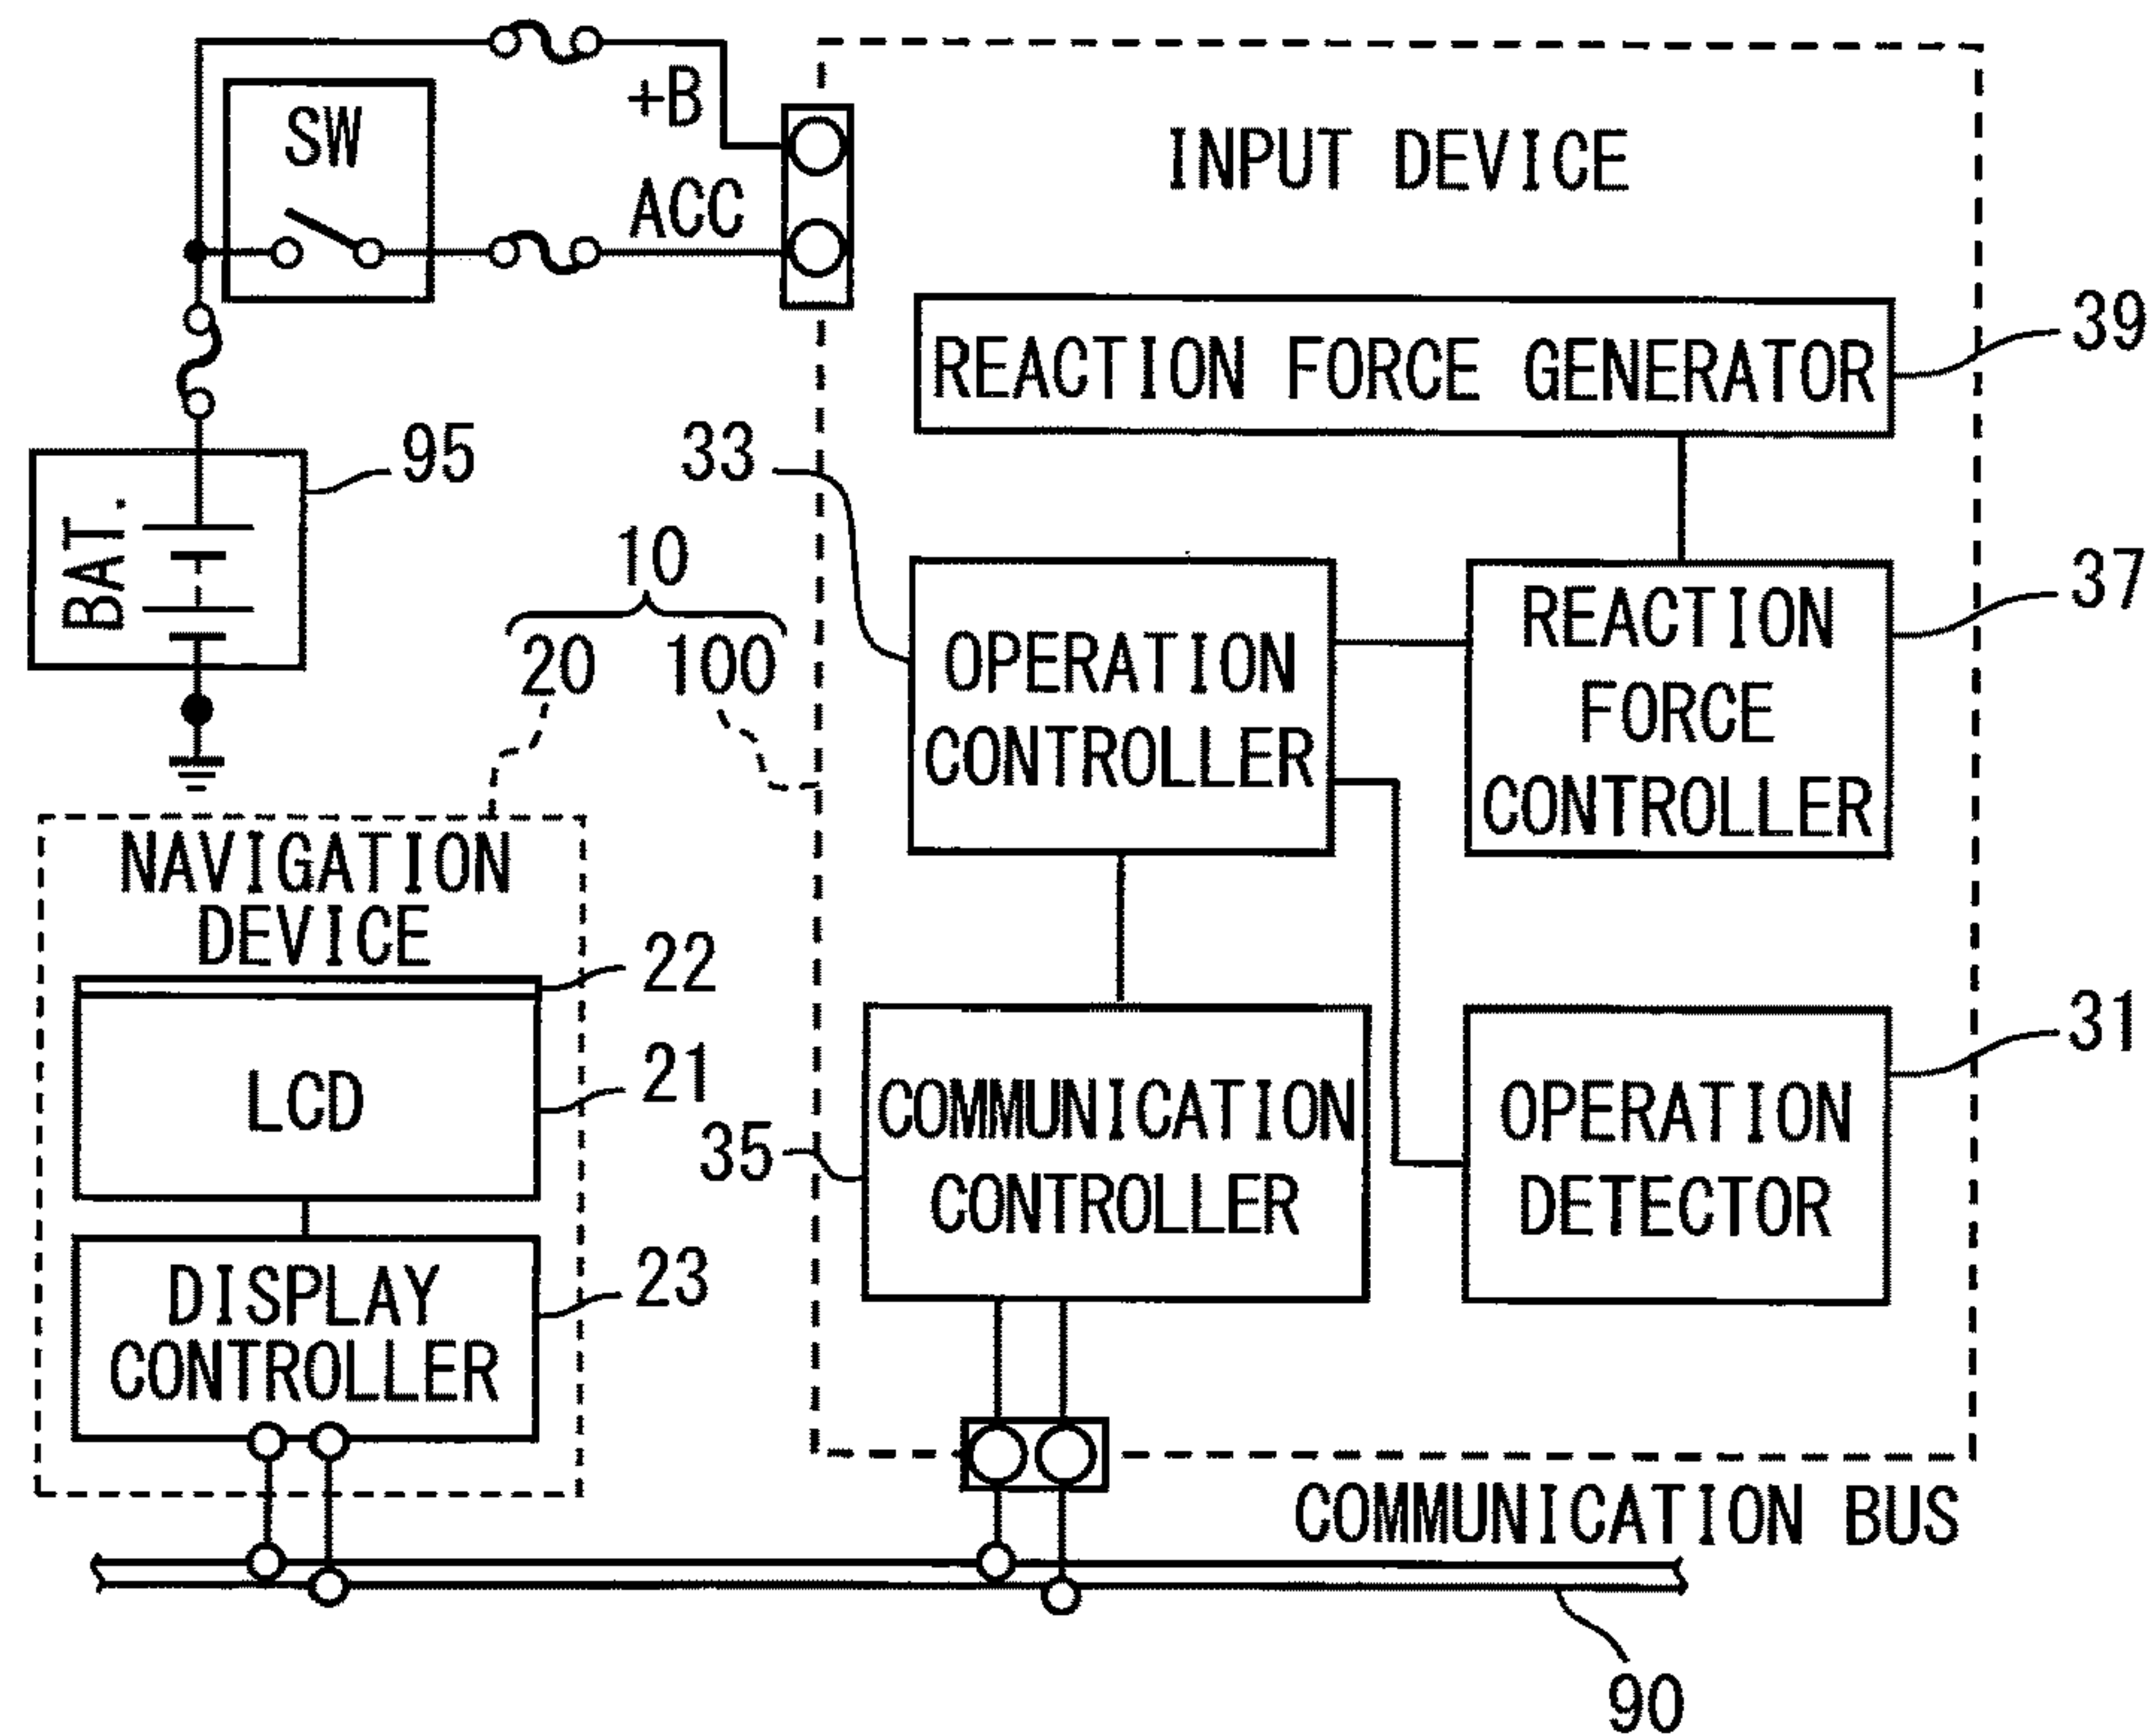 +B
SW
INPUT DEVICE
ACC
39
REACTION FORCE GENERATOR
33
95
BAT.
10
20 100
37
OPERATION
CONTROLLER
REACTION
FORCE
CONTROLLER
NAVIGATION
DEVICE
22
LCD
21
31
35
COMMUNICATION
CONTROLLER
OPERATION
DETECTOR
23
DISPLAY
CONTROLLER
COMMUNICATION BUS
90